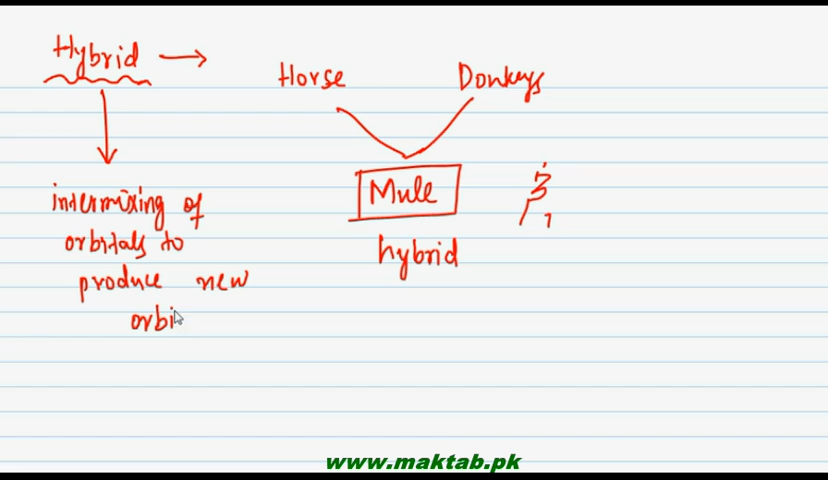 Hybrid →
Horse Donkeys
Mule
hybrid
intermixing of
orbitals to
produce new
orbi
www.maktab.pk